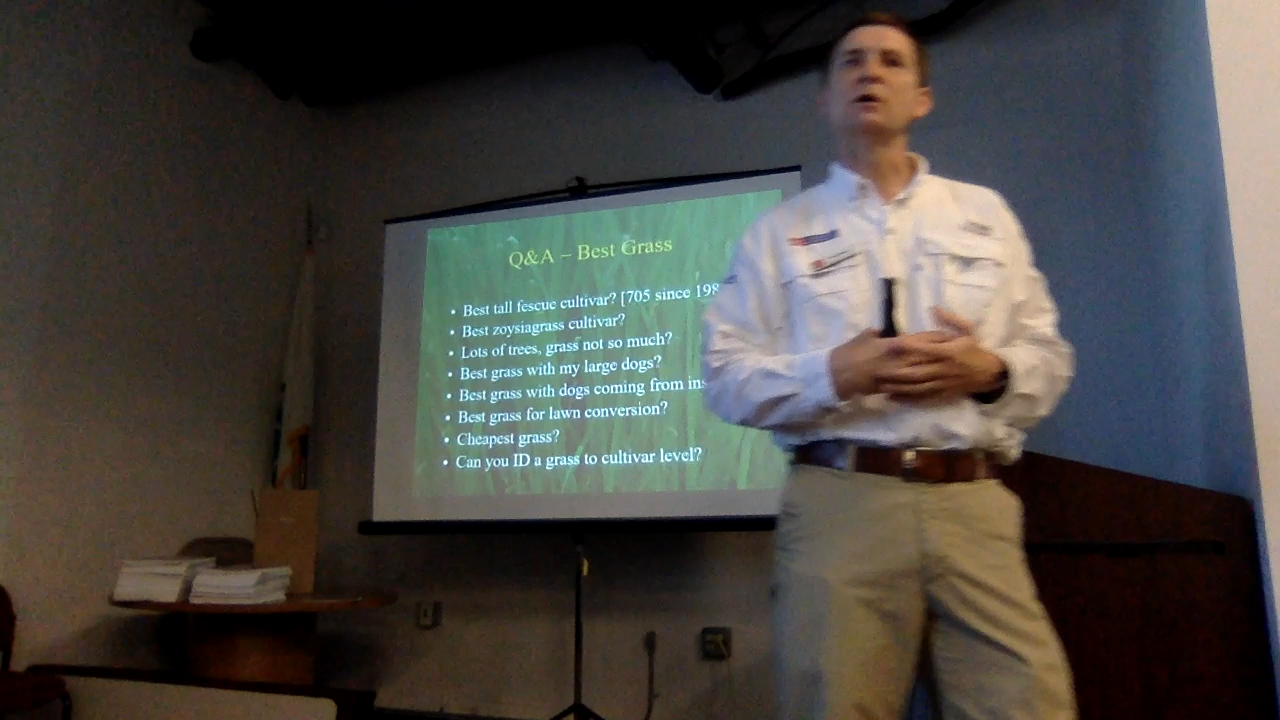 Q&A – Best Grass
• Best tall fescue cultivar? [705 since 198
• Best zoysiagrass cultivar?
• Lots of trees, grass not so much?
• Best grass with my large dogs?
• Best grass with dogs coming from ins
• Best grass for lawn conversion?
• Cheapest grass?
• Can you ID a grass to cultivar level?